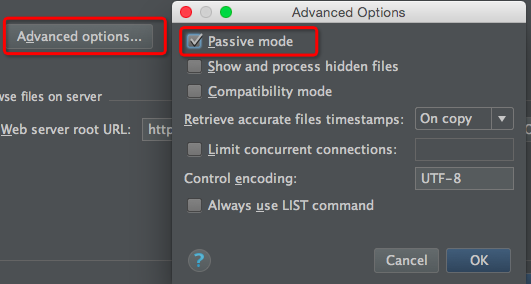 Advanced options...
wse files on server
Web server root URL:
http
Advanced Options
Passive mode
Show and process hidden files
Compatibility mode
Retrieve accurate files timestamps: On copy
Limit concurrent connections:
Control encoding: UTF-8
Always use LIST command
?
Cancel
OK